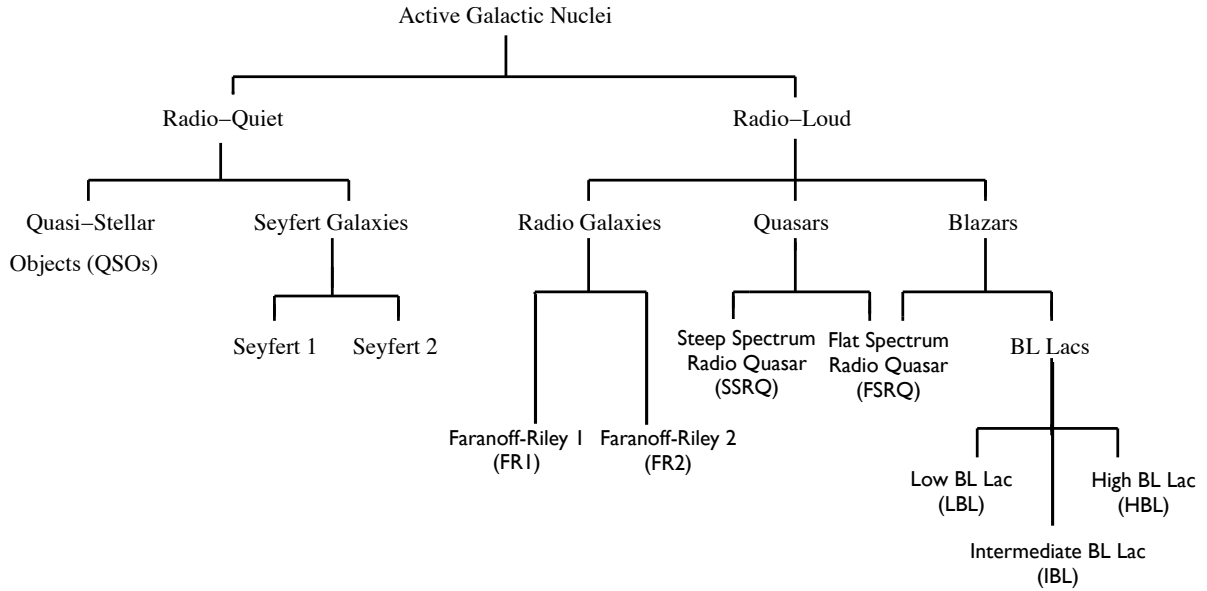 Active Galactic Nuclei
Radio–Quiet
Radio–Loud
Quasi–Stellar
Objects (QSOs)
Seyfert Galaxies
Radio Galaxies
Quasars
Blazars
Seyfert 1
Seyfert 2
Steep Spectrum
Radio Quasar
(SSRQ)
Flat Spectrum
Radio Quasar
(FSRQ)
BL Lacs
Faranoff-Riley 1
(FR1)
Faranoff-Riley 2
(FR2)
Low BL Lac
(LBL)
High BL Lac
(HBL)
Intermediate BL Lac
(IBL)